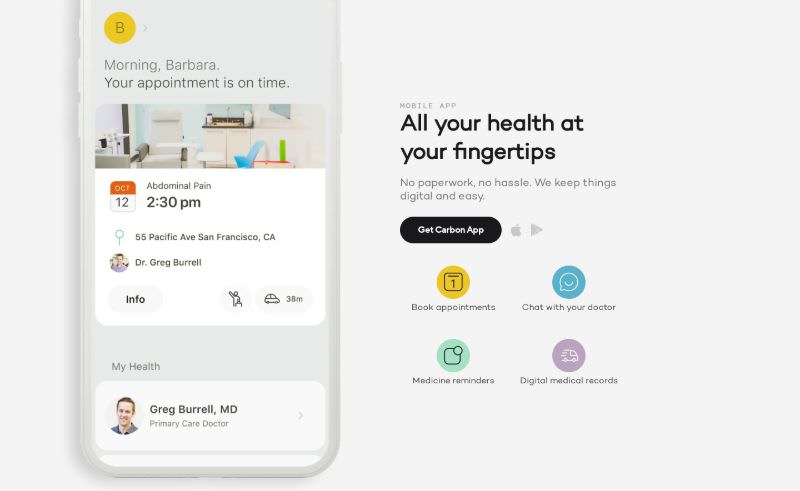 B
Morning, Barbara.
Your appointment is on time.
OCT
12
Abdominal Pain
2:30 pm
55 Pacific Ave San Francisco, CA
Dr. Greg Burrell
Info
38m
My Health
Greg Burrell, MD
Primary Care Doctor
MOBILE APP
All your health at
your fingertips
No paperwork, no hassle. We keep things
digital and easy.
Get Carbon App
1
Book appointments
Chat with your doctor
Medicine reminders
Digital medical records